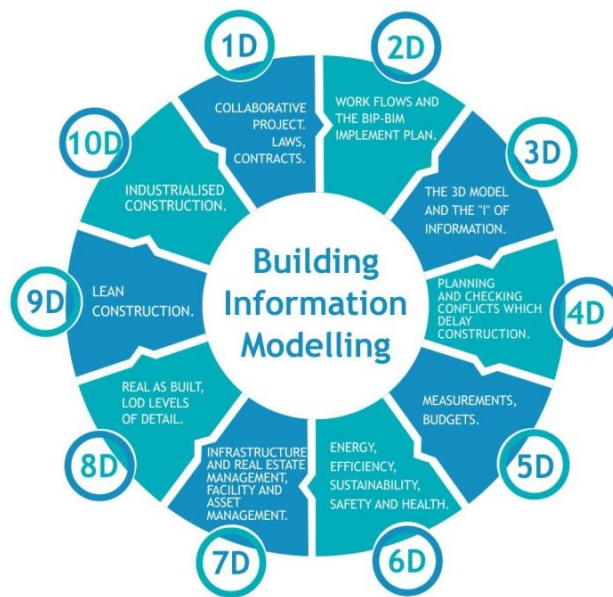 1D
COLLABORATIVE
PROJECT.
LAWS,
CONTRACTS.
2D
WORK FLOWS AND
THE BIP-BIM
IMPLEMENT PLAN.
3D
THE 3D MODEL
AND THE "I" OF
INFORMATION.
4D
PLANNING
AND CHECKING
CONFLICTS WHICH
DELAY
CONSTRUCTION.
5D
MEASUREMENTS,
BUDGETS.
6D
ENERGY,
EFFICIENCY,
SUSTAINABILITY,
SAFETY AND HEALTH.
7D
INFRASTRUCTURE
AND REAL ESTATE
MANAGEMENT,
FACILITY AND
ASSET
MANAGEMENT.
8D
REAL AS BUILT,
LOD LEVELS
OF DETAIL.
9D
LEAN
CONSTRUCTION.
10D
INDUSTRIALISED
CONSTRUCTION.
Building
Information
Modelling